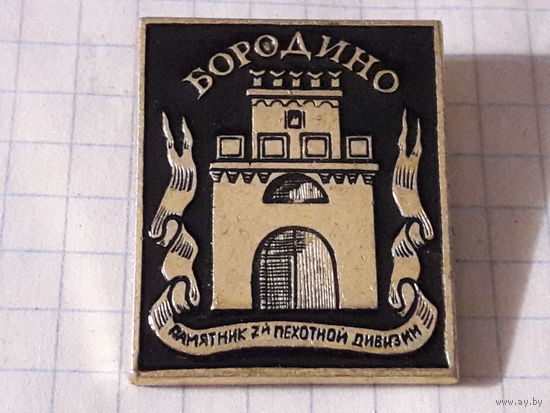 БОРОДИНО
ПАМЯТНИК 2Й ПЕХОТНОЙ ДИВИЗИИ
www.ay.by